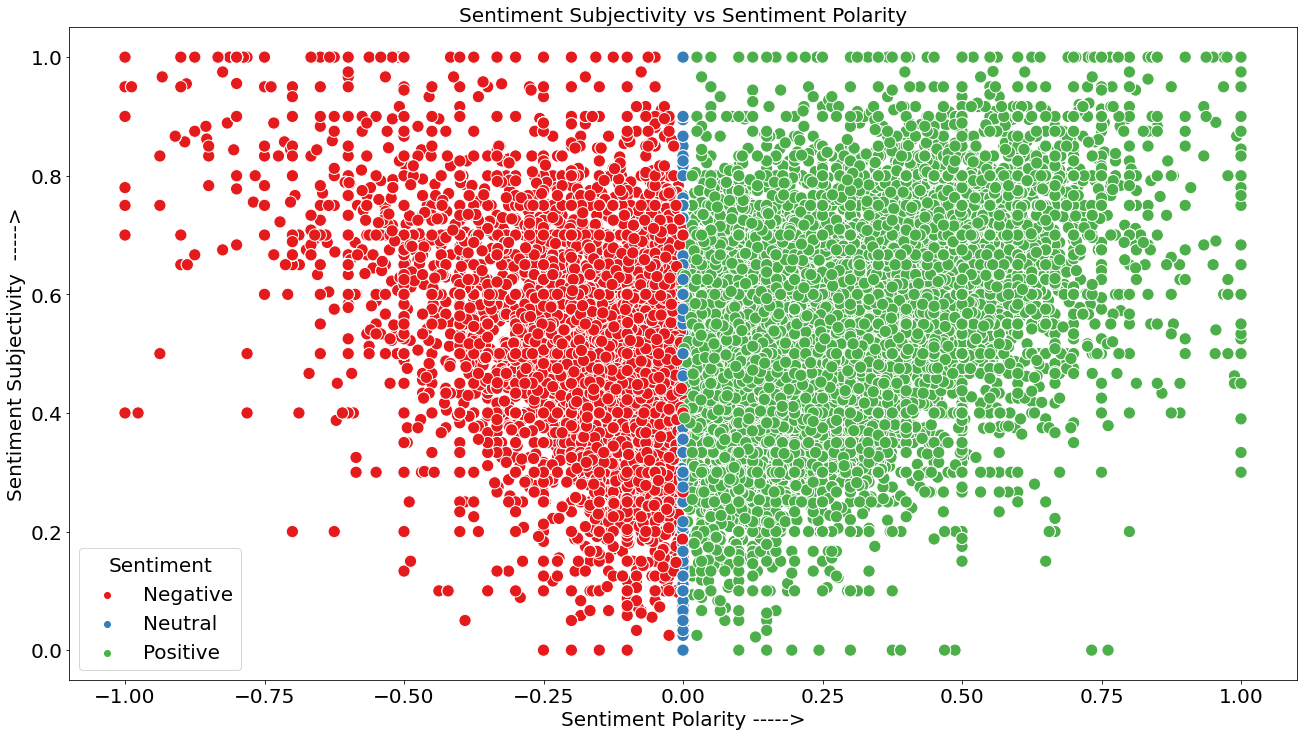 Sentiment Subjectivity vs Sentiment Polarity
Sentiment Subjectivity ----->
1.0
0.8
0.6
0.4
0.2
0.0
Sentiment
Negative
Neutral
Positive
−1.00 −0.75 −0.50 −0.25 0.00 0.25 0.50 0.75 1.00
Sentiment Polarity ----->